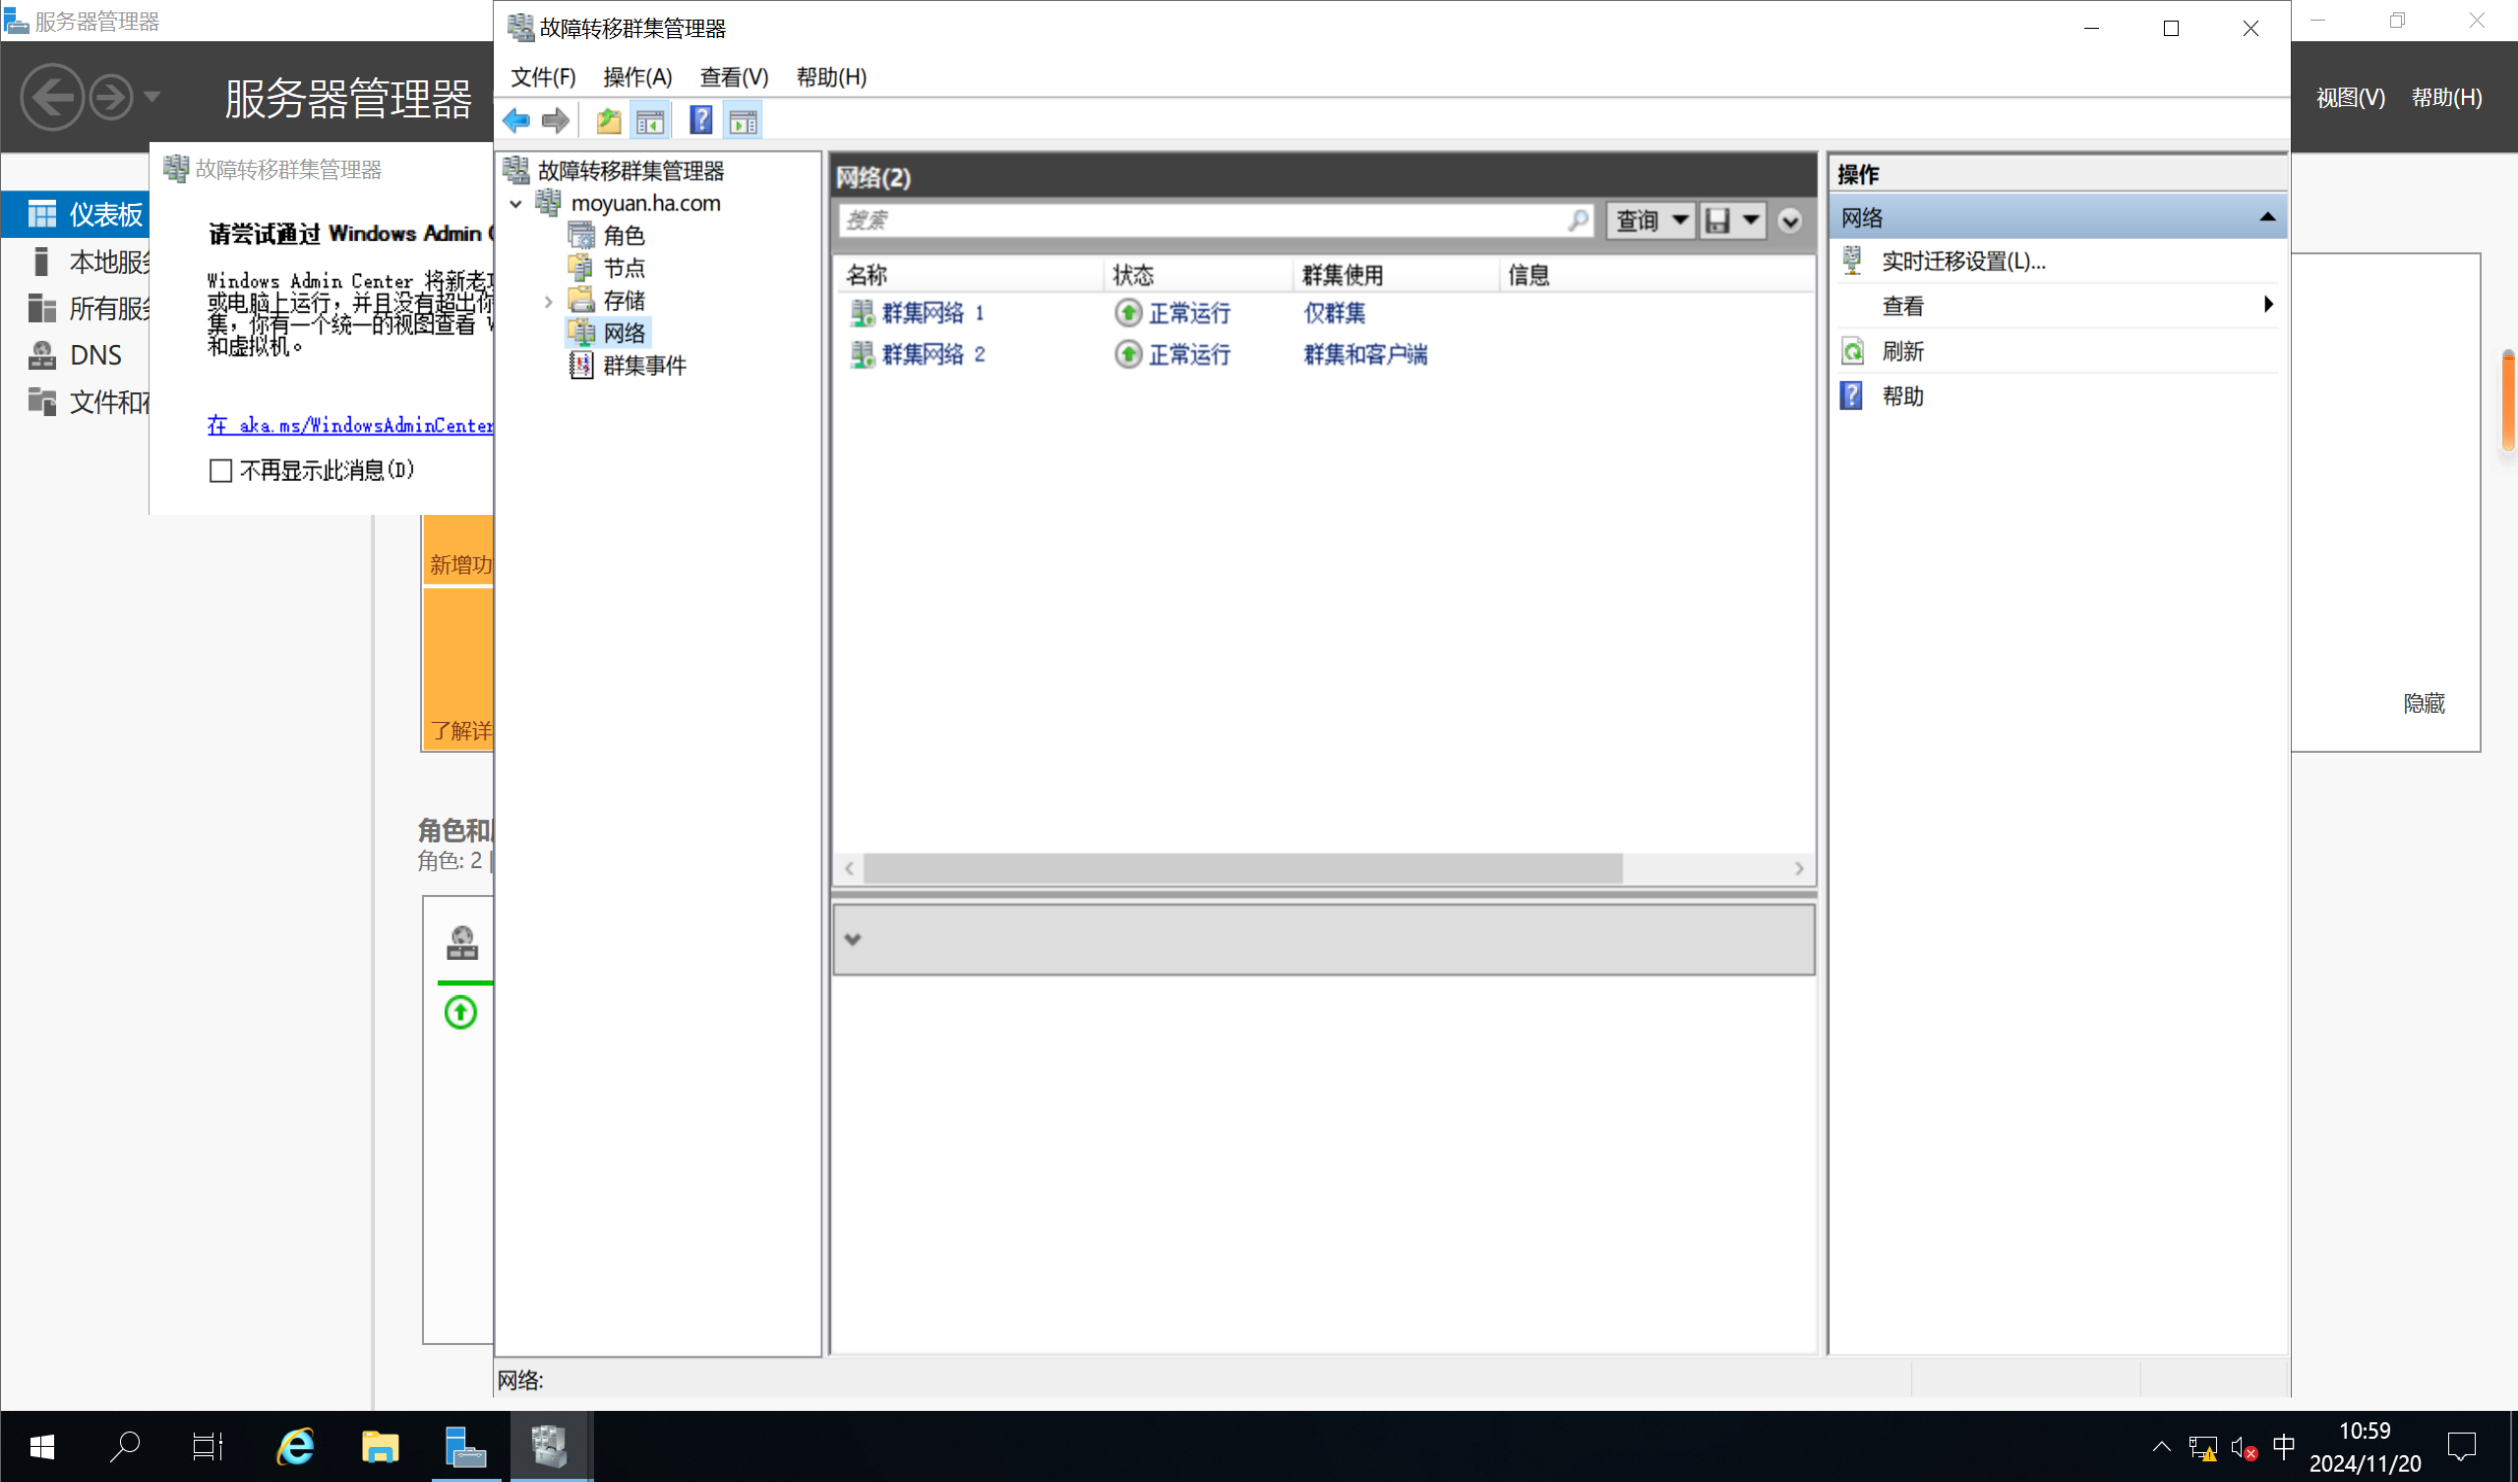 服务器管理器
服务器管理器
视图(V)
帮助(H)
仪表板
本地服
所有服
DNS
文件和
故障转移群集管理器
请尝试通过 Windows Admin
Windows Admin Center 将新老
或电脑上运行，并且没有超出你
集，你有一个统一的视图查看
和虚拟机。
在 aka.ms/WindowsAdminCenter
不再显示此消息(D)
新增功
了解详
角色和
角色: 2 |
隐藏
故障转移群集管理器
文件(F)
操作(A)
查看(V)
帮助(H)
故障转移群集管理器
moyuan.ha.com
角色
节点
存储
网络
群集事件
网络(2)
搜索
查询
名称 状态 群集使用 信息
群集网络 1 正常运行 仅群集
群集网络 2 正常运行 群集和客户端
操作
网络
实时迁移设置(L)...
查看
刷新
帮助
网络:
中
10:59
2024/11/20